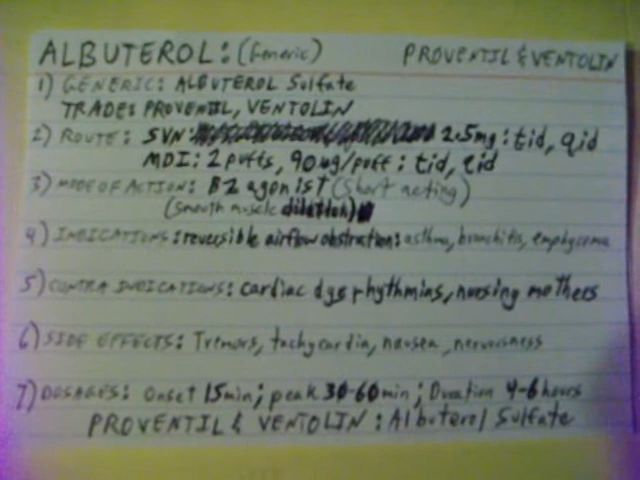 ALBUTEROL: (Generic) PROVENTIL & VENTOLIN
1) GENERIC: ALBUTEROL Sulfate
TRADE: PROVENTIL, VENTOLIN
2) ROUTE: SVN: 2.5mg: tid, qid
MDI: 2 puffs, 90ug/puff: tid, qid
3) MODE OF ACTION: B2 agonist (Short acting)
(smooth muscle dilation)
4) INDICATIONS: reversible airflow obstration: asthma, bronchitis, emphysema
5) CONTRA INDICATIONS: cardiac dysrhythmias, nursing mothers
6) SIDE EFFECTS: Tremors, tachycardia, nausea, nervousness
7) DOSAGES: Onset 15min; peak 30-60min; Duration 4-6 hours
PROVENTIL & VENTOLIN: Albuterol Sulfate